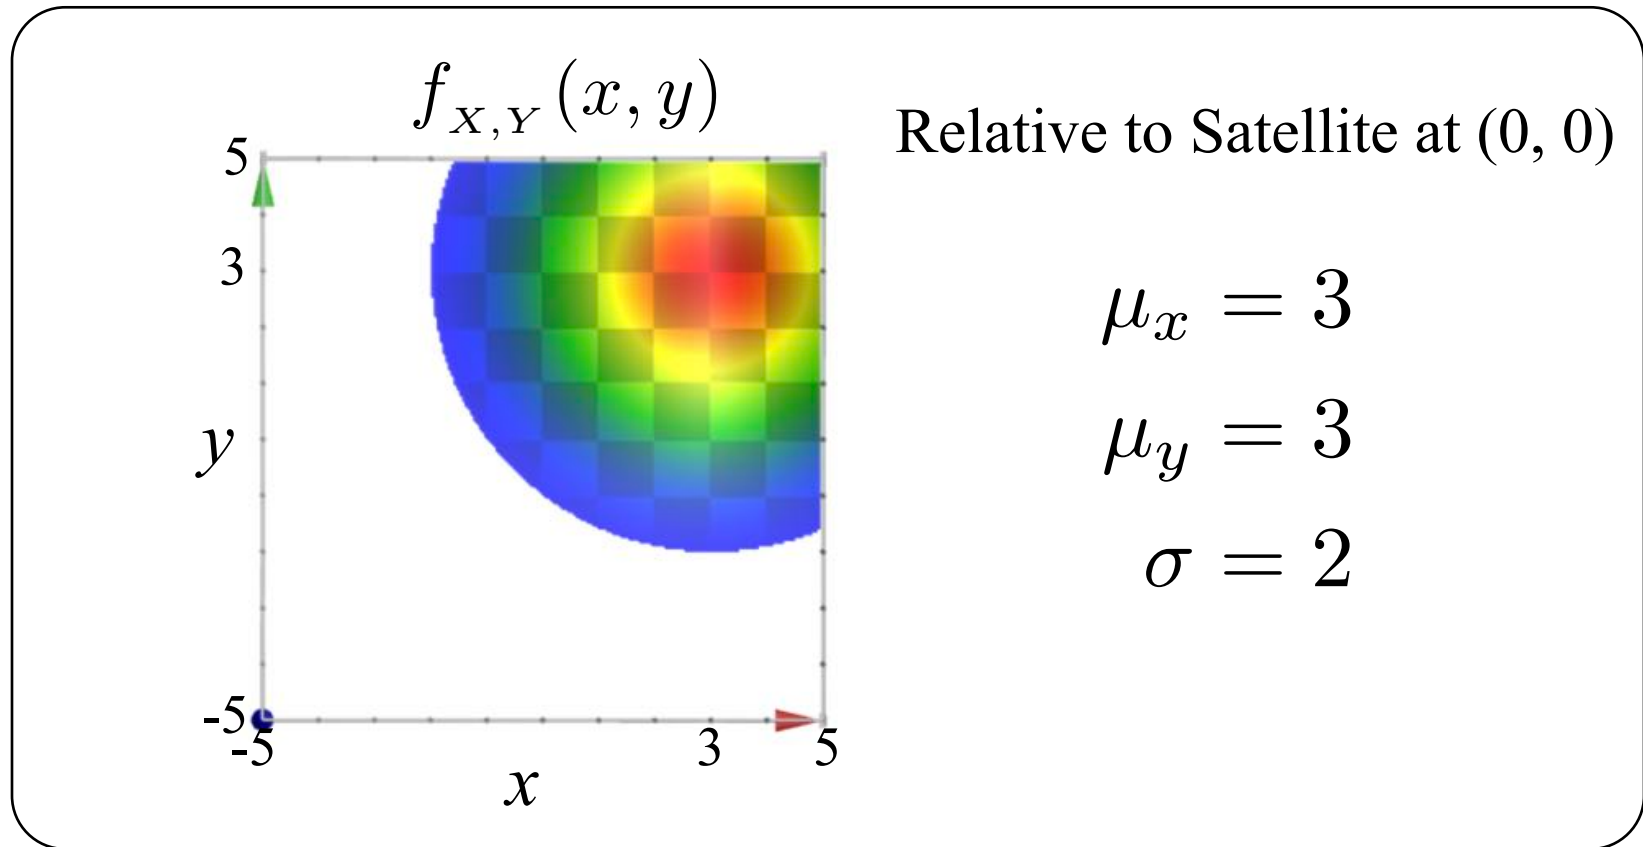 f_{X,Y}(x, y)
Relative to Satellite at (0, 0)
5
3
y
-5
-5
3
5
x
μ_x = 3
μ_y = 3
σ = 2